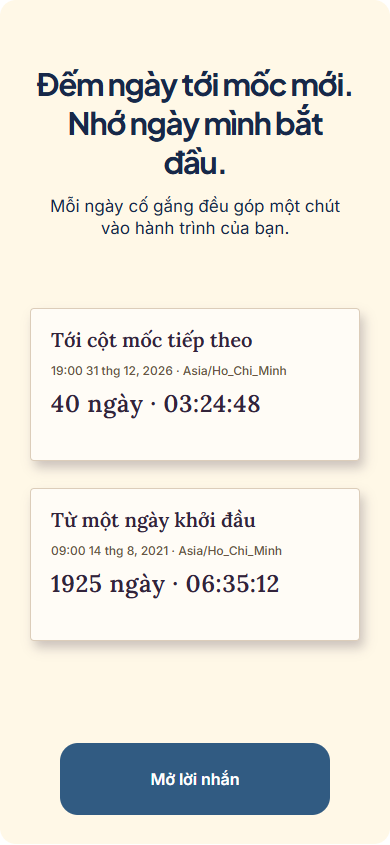 Đếm ngày tới mốc mới.
Nhớ ngày mình bắt
đầu.
Mỗi ngày cố gắng đều góp một chút
vào hành trình của bạn.
Tới cột mốc tiếp theo
19:00 31 thg 12, 2026 · Asia/Ho_Chi_Minh
40 ngày · 03:24:48
Từ một ngày khởi đầu
09:00 14 thg 8, 2021 · Asia/Ho_Chi_Minh
1925 ngày · 06:35:12
Mở lời nhắn